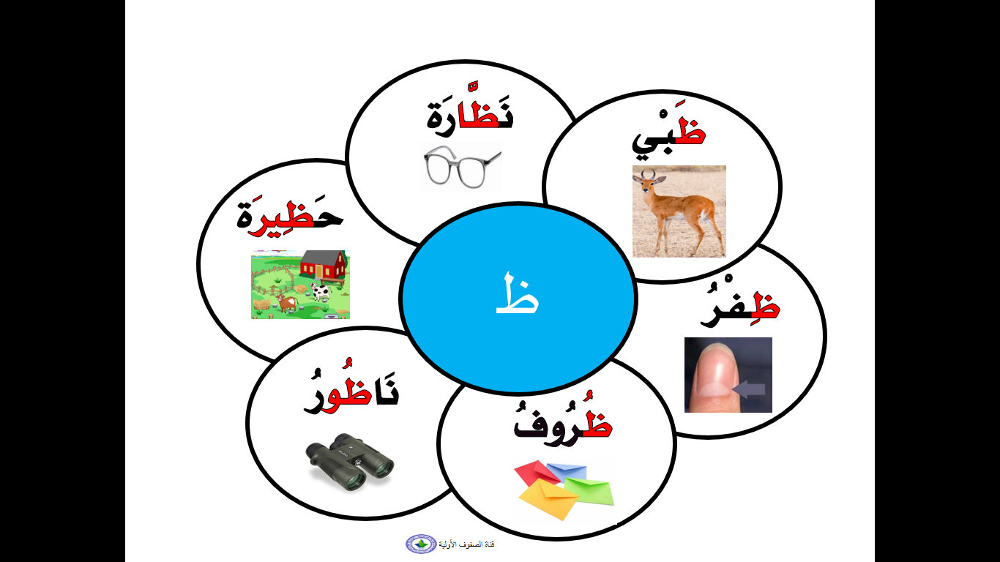 نَظَّارَة
ظَبْي
حَظِيرَة
ظ
ظِفْرُ
نَاظُورُ
ظُرُوفُ
قناة الصفوف الأولية